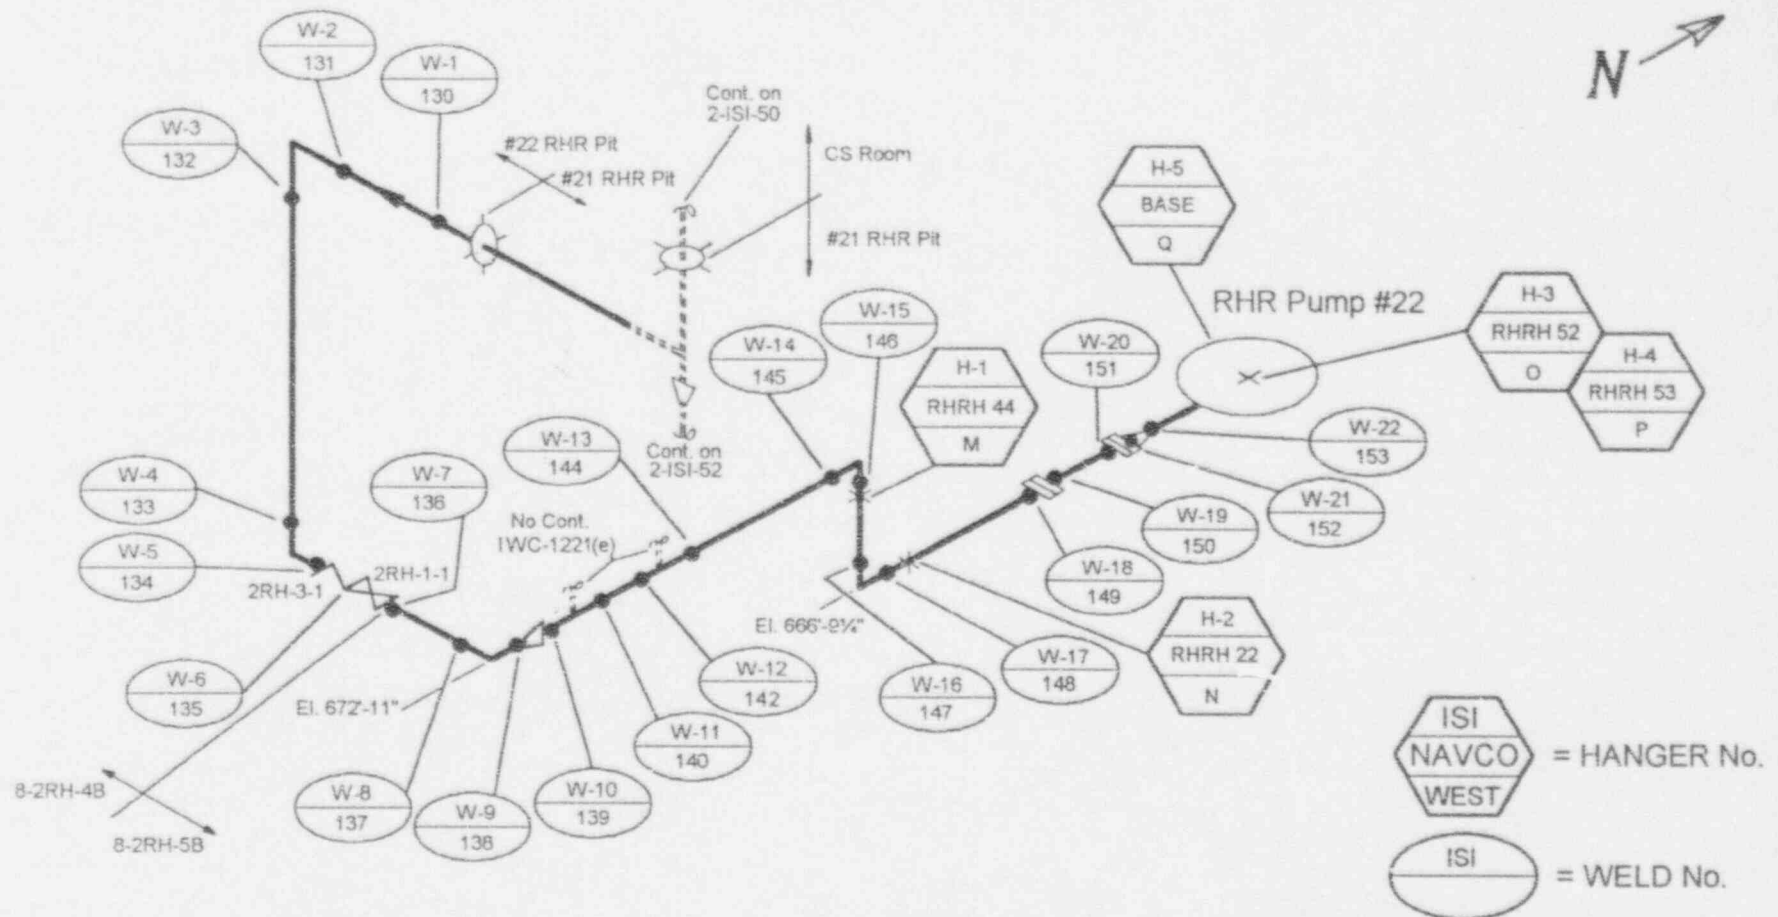 W-2
131
W-1
130
W-3
132
Cont. on
2-ISI-50
#22 RHR Pit
#21 RHR Pit
CS Room
#21 RHR Pit
N
H-5
BASE
Q
RHR Pump #22
H-3
RHRH 52
O
H-4
RHRH 53
P
W-15
146
W-14
145
H-1
RHRH 44
M
W-20
151
W-13
144
Cont. on
2-ISI-52
W-22
153
W-21
152
W-19
150
W-18
149
W-4
133
W-7
136
No Cont.
IWC-1221(e)
W-5
134
2RH-3-1
2RH-1-1
El. 666'-9¼"
H-2
RHRH 22
N
W-17
148
W-16
147
W-12
142
W-6
135
El. 672'-11"
W-11
140
W-10
139
W-9
138
W-8
137
8-2RH-4B
8-2RH-5B
ISI
NAVCO
WEST
= HANGER No.
ISI
= WELD No.